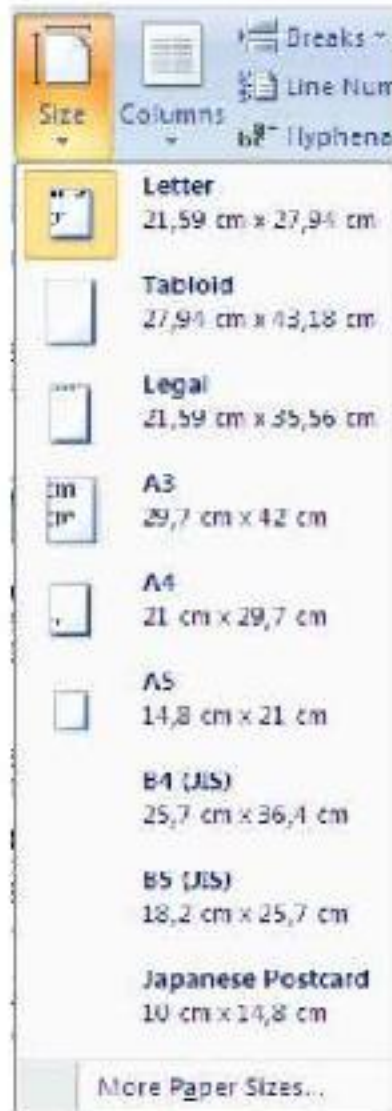 Size
Columns
Breaks
Line Num
Hyphena
Letter
21,59 cm x 27,94 cm
Tabloid
27,94 cm x 43,18 cm
Legal
21,59 cm x 35,56 cm
A3
29,7 cm x 42 cm
A4
21 cm x 29,7 cm
A5
14,8 cm x 21 cm
B4 (JIS)
25,7 cm x 36,4 cm
B5 (JIS)
18,2 cm x 25,7 cm
Japanese Postcard
10 cm x 14,8 cm
More Paper Sizes...